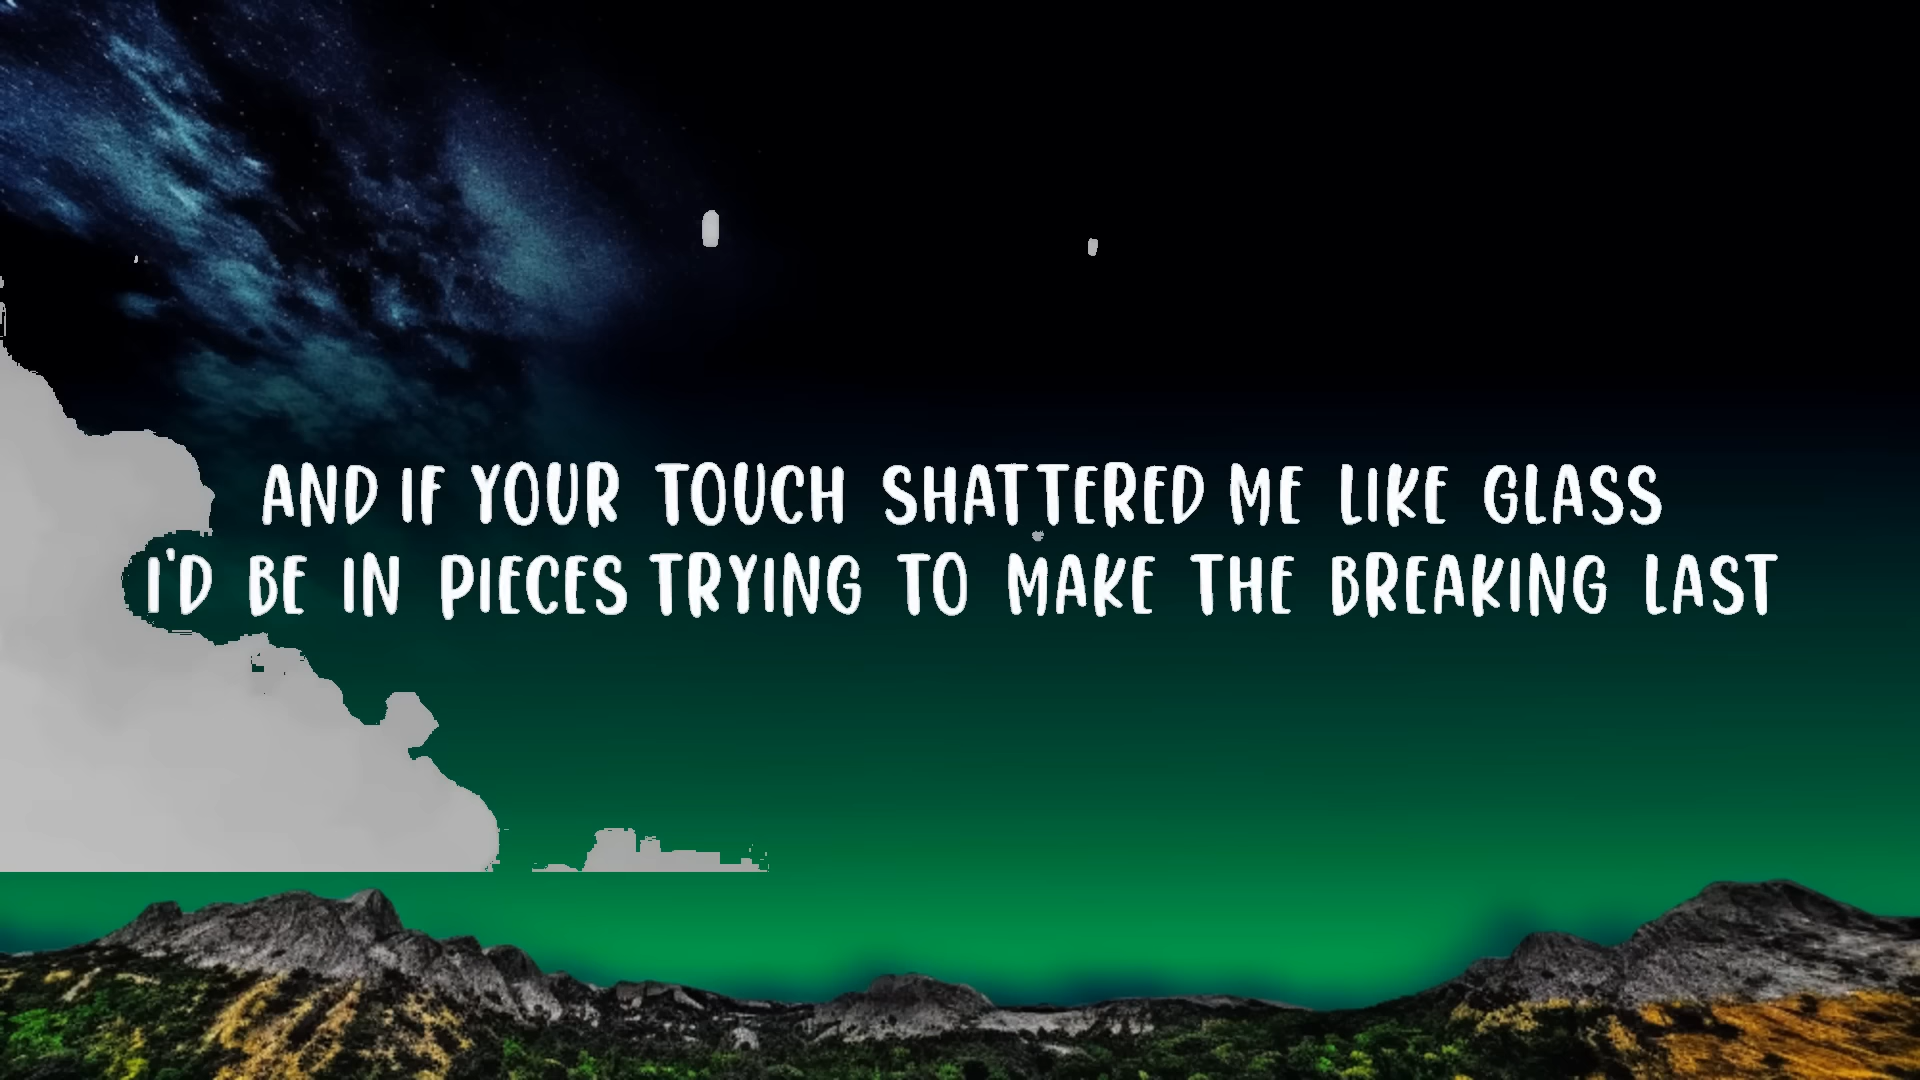 AND IF YOUR TOUCH SHATTERED ME LIKE GLASS
I'D BE IN PIECES TRYING TO MAKE THE BREAKING LAST